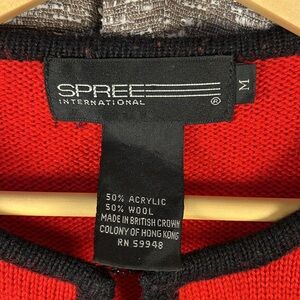 SPREE
INTERNATIONAL ®
M
50% ACRYLIC
50% WOOL
MADE IN BRITISH CROWN
COLONY OF HONG KONG
RN 59948